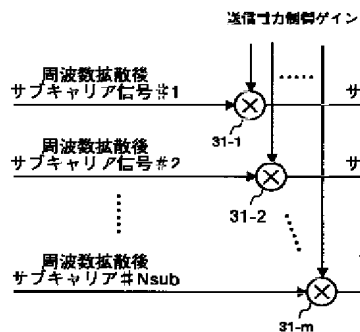 送信電力制御ゲイン
周波数拡散後
サブキャリア信号#1
サ
31-1
周波数拡散後
サブキャリア信号#2
サ
31-2
周波数拡散後
サブキャリア#Nsub
31-m